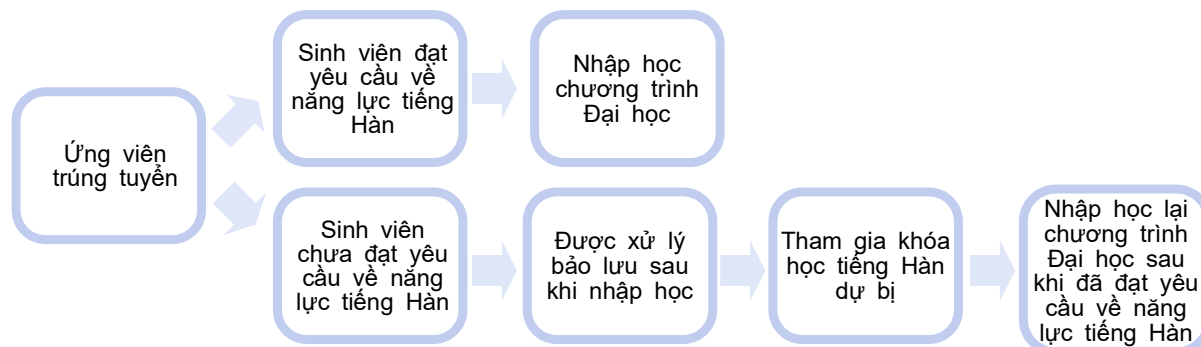 Ứng viên
trúng tuyển
Sinh viên đạt
yêu cầu về
năng lực tiếng
Hàn
Nhập học
chương trình
Đại học
Sinh viên
chưa đạt yêu
cầu về năng
lực tiếng Hàn
Được xử lý
bảo lưu sau
khi nhập học
Tham gia khóa
học tiếng Hàn
dự bị
Nhập học lại
chương trình
Đại học sau
khi đã đạt yêu
cầu về năng
lực tiếng Hàn